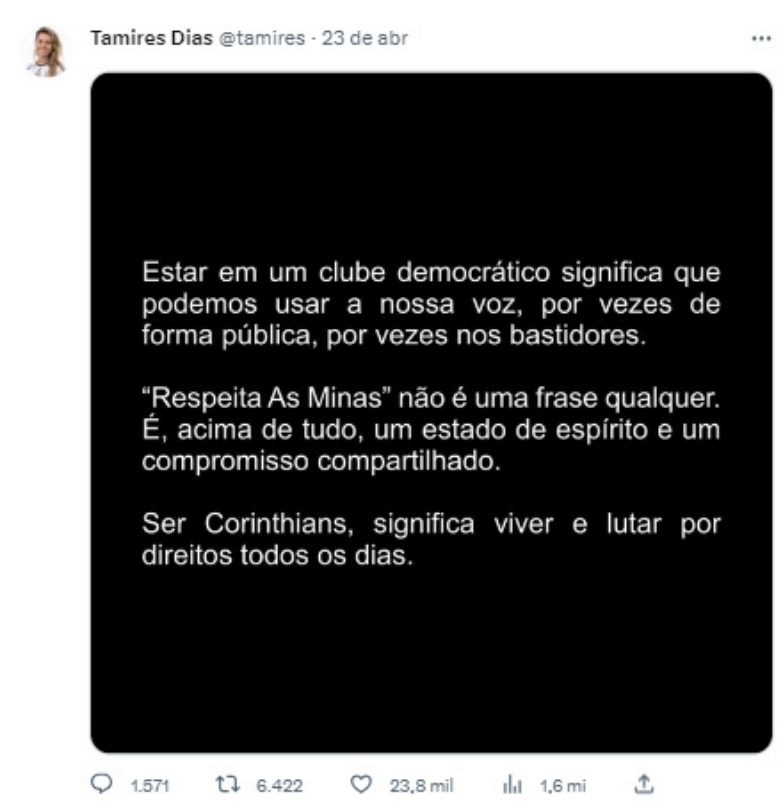 Tamires Dias @tamires · 23 de abr
Estar em um clube democrático significa que
podemos usar a nossa voz, por vezes de
forma pública, por vezes nos bastidores.
“Respeita As Minas” não é uma frase qualquer.
É, acima de tudo, um estado de espírito e um
compromisso compartilhado.
Ser Corinthians, significa viver e lutar por
direitos todos os dias.
1.571 6.422 23,8 mil 1,6 mi